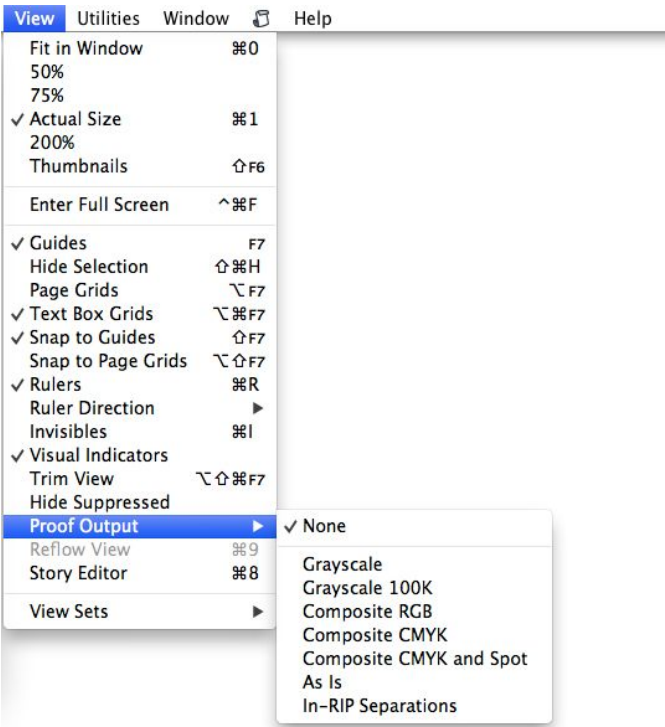 View Utilities Window Help
Fit in Window ⌘0
50%
75%
✓ Actual Size ⌘1
200%
Thumbnails ⇧F6
Enter Full Screen ^⌘F
✓ Guides F7
Hide Selection ⇧⌘H
Page Grids ⌥F7
✓ Text Box Grids ⌥⌘F7
✓ Snap to Guides ⇧F7
Snap to Page Grids ⌥⇧F7
✓ Rulers ⌘R
Ruler Direction ▶
Invisibles ⌘I
✓ Visual Indicators
Trim View ⌥⇧⌘F7
Hide Suppressed
Proof Output ▶
Reflow View ⌘9
Story Editor ⌘8
View Sets ▶
✓ None
Grayscale
Grayscale 100K
Composite RGB
Composite CMYK
Composite CMYK and Spot
As Is
In-RIP Separations